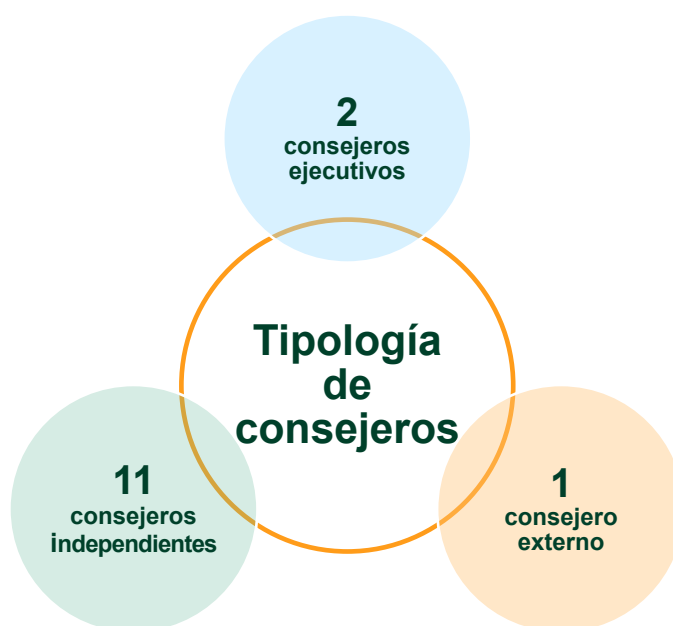 2
consejeros
ejecutivos
Tipología
de
consejeros
11
consejeros
independientes
1
consejero
externo